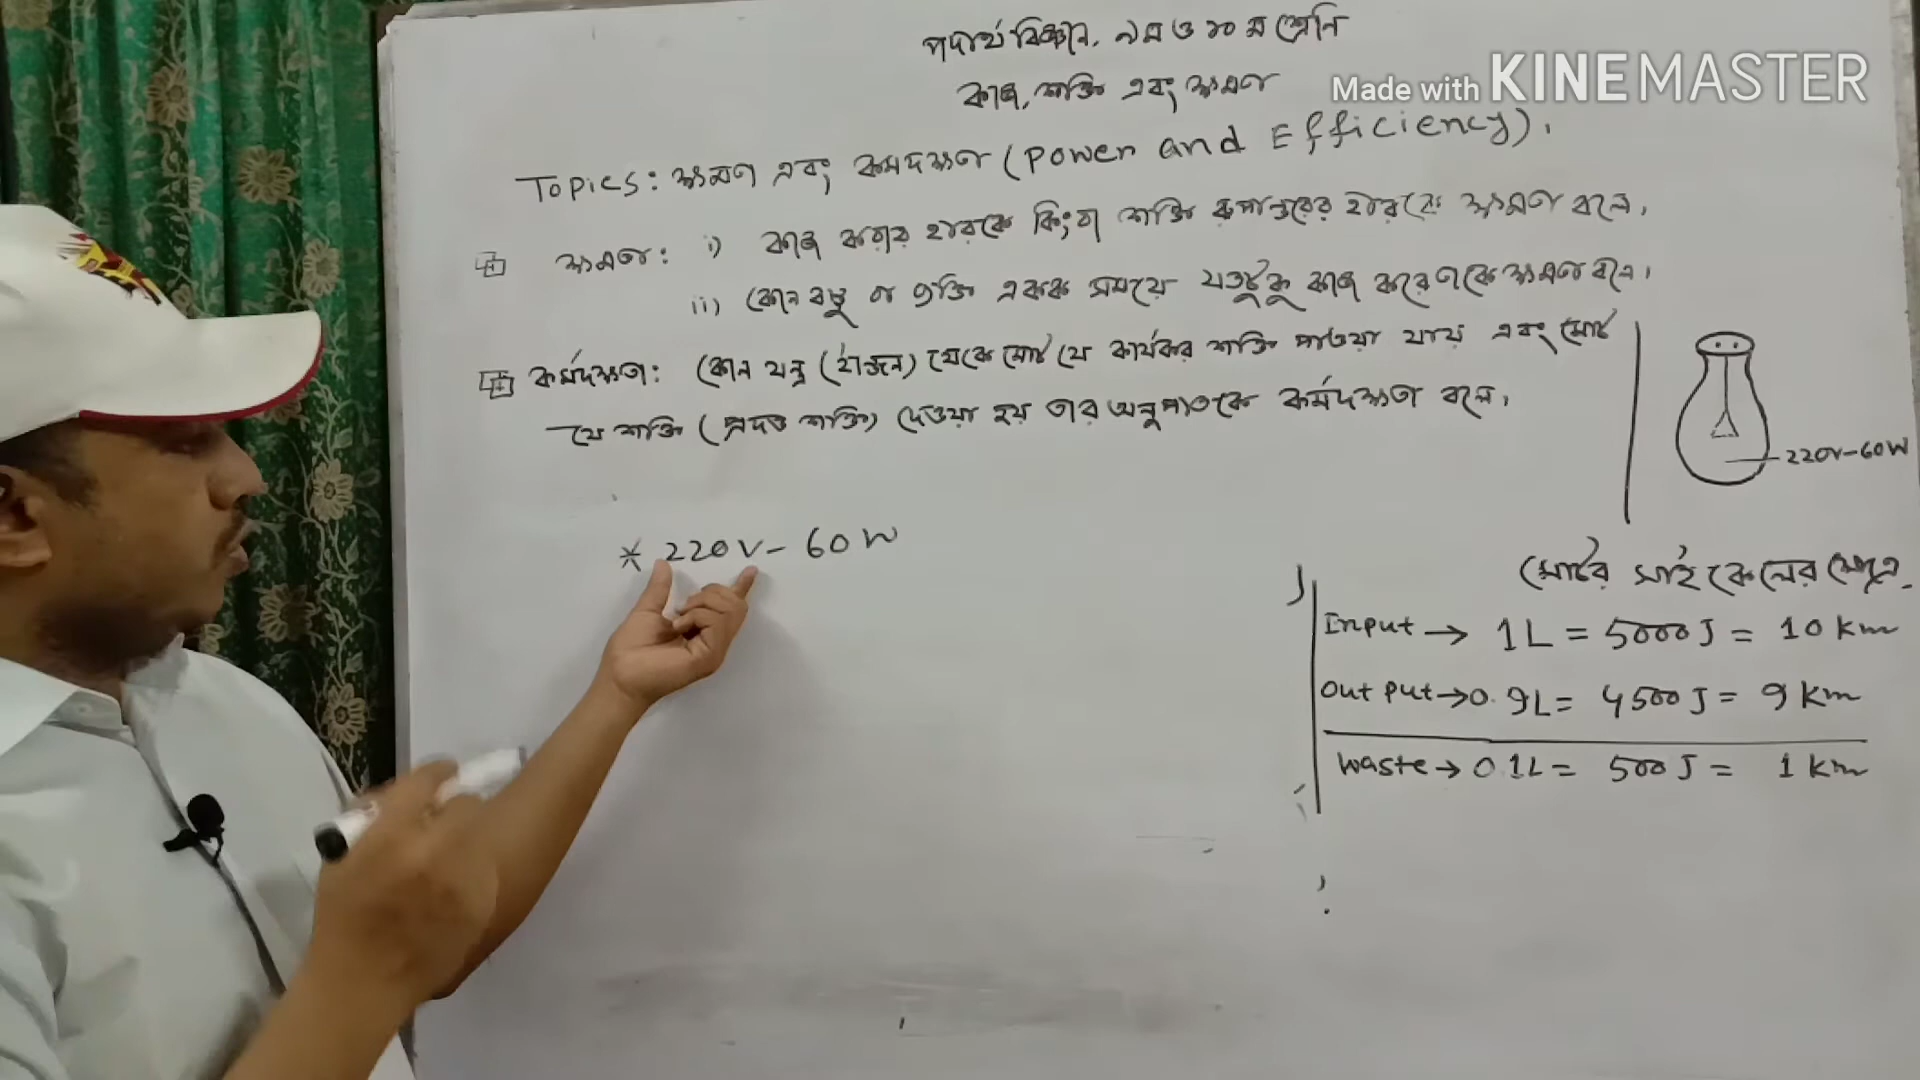 পদার্থ বিজ্ঞান, ৯ম ও ১০ম শ্রেনি
কাজ, শক্তি এবং ক্ষমতা
Made with KINEMASTER
Topics: ক্ষমতা এবং কর্মদক্ষতা (Power and Efficiency).
ক্ষমতা: i) কাজ করার হারকে কিংবা শক্তি রূপান্তরের হারকে ক্ষমতা বলে।
ii) কোন বস্তু বা ব্যক্তি একক সময়ে যতটুকু কাজ করে তাকে ক্ষমতা বলে।
কর্মদক্ষতা: কোন যন্ত্র (ইঞ্জিন) থেকে মোট যে কার্যকর শক্তি পাওয়া যায় এবং মোট
যে শক্তি (প্রদত্ত শক্তি) দেওয়া হয় তার অনুপাতকে কর্মদক্ষতা বলে।
220V-60W
* 220V- 60W
মোটর সাইকেলের ক্ষেত্রে.
Input → 1L = 5000J = 10 km
Out put → 0.9L = 4500J = 9 km
Waste → 0.1L = 500J = 1 km